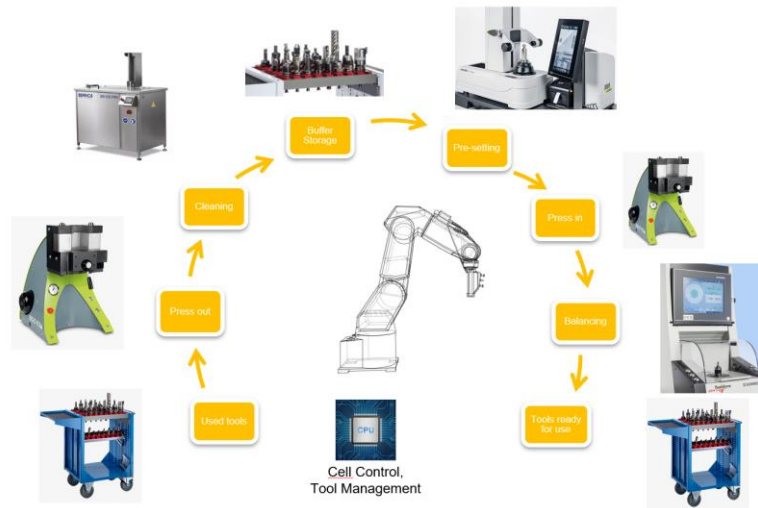 Buffer
Storage
Pre-setting
Cleaning
Press in
Press out
Balancing
Used tools
Tools ready
for use
CPU
Cell Control,
Tool Management